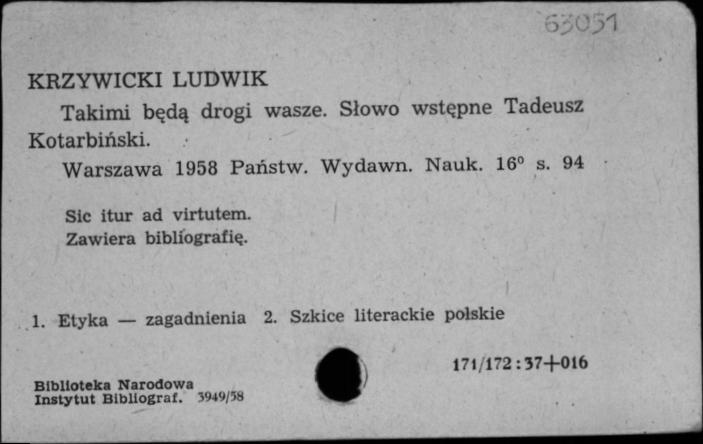 63051
KRZYWICKI LUDWIK
Takimi będą drogi wasze. Słowo wstępne Tadeusz
Kotarbiński.
Warszawa 1958 Państw. Wydawn. Nauk. 16° s. 94
Sic itur ad virtutem.
Zawiera bibliografię.
1. Etyka — zagadnienia 2. Szkice literackie polskie
171/172:37+016
Biblioteka Narodowa
Instytut Bibliograf. 3949/58